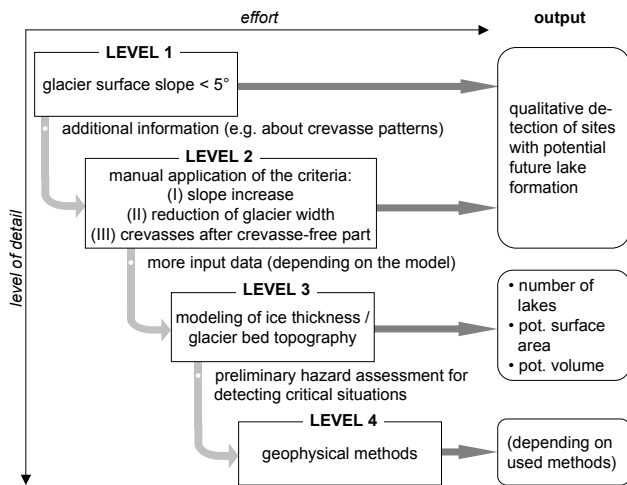 effort
output
LEVEL 1
glacier surface slope < 5°
qualitative de-
tection of sites
with potential
future lake
formation
additional information (e.g. about crevasse patterns)
LEVEL 2
manual application of the criteria:
(I) slope increase
(II) reduction of glacier width
(III) crevasses after crevasse-free part
level of detail
more input data (depending on the model)
LEVEL 3
modeling of ice thickness /
glacier bed topography
• number of
lakes
• pot. surface
area
• pot. volume
preliminary hazard assessment for
detecting critical situations
LEVEL 4
geophysical methods
(depending on
used methods)